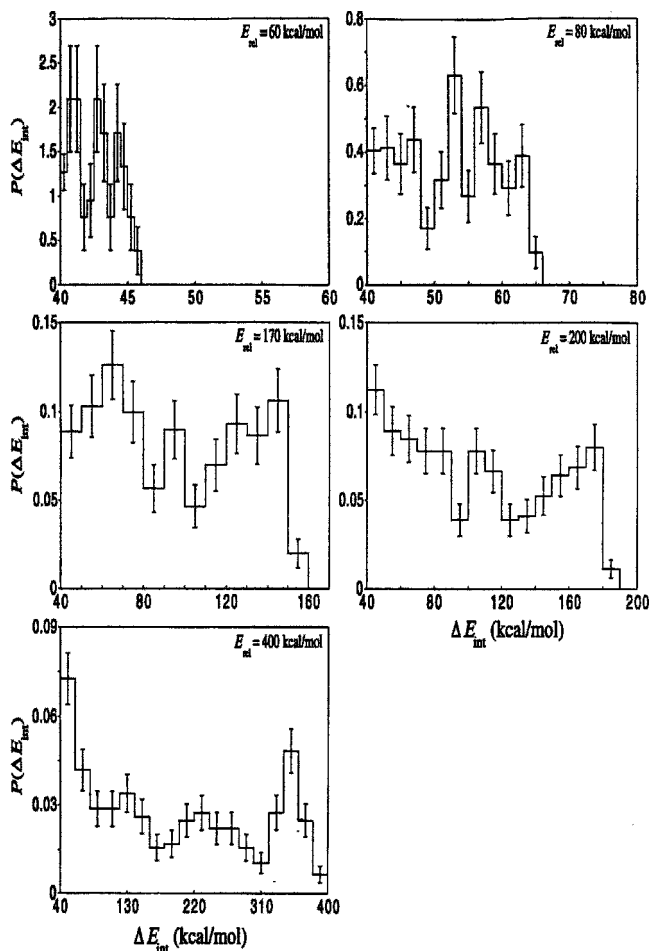 E_rel = 60 kcal/mol
P(ΔE_int)
3
2.5
2
1.5
1
0.5
0
40 45 50 55 60
E_rel = 80 kcal/mol
0.8
0.6
0.4
0.2
0
40 50 60 70 80
E_rel = 170 kcal/mol
P(ΔE_int)
0.15
0.1
0.05
0
40 80 120 160
E_rel = 200 kcal/mol
0.15
0.1
0.05
0
40 80 120 160 200
ΔE_int (kcal/mol)
E_rel = 400 kcal/mol
P(ΔE_int)
0.09
0.06
0.03
0
40 130 220 310 400
ΔE_int (kcal/mol)